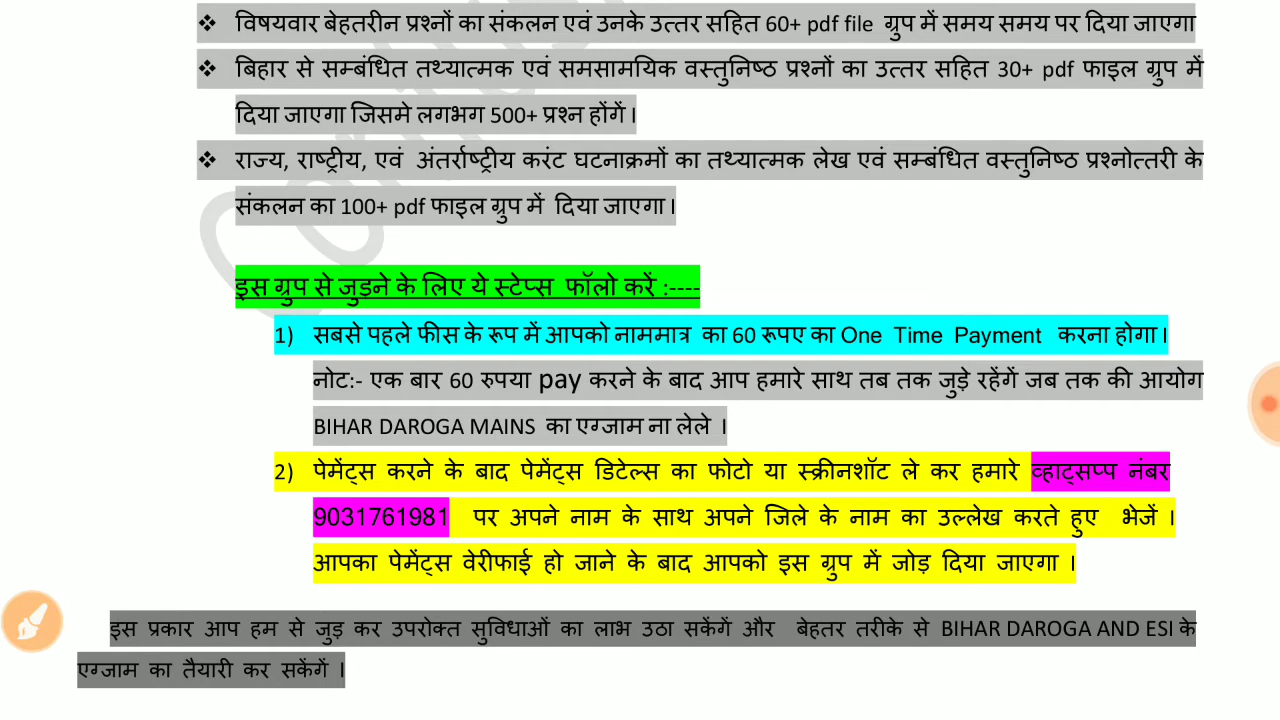 ❖ विषयवार बेहतरीन प्रश्नों का संकलन एवं उनके उत्तर सहित 60+ pdf file ग्रुप में समय समय पर दिया जाएगा
❖ बिहार से सम्बंधित तथ्यात्मक एवं समसामयिक वस्तुनिष्ठ प्रश्नों का उत्तर सहित 30+ pdf फाइल ग्रुप में
दिया जाएगा जिसमे लगभग 500+ प्रश्न होंगें ।
❖ राज्य, राष्ट्रीय, एवं अंतर्राष्ट्रीय करंट घटनाक्रमों का तथ्यात्मक लेख एवं सम्बंधित वस्तुनिष्ठ प्रश्नोत्तरी के
संकलन का 100+ pdf फाइल ग्रुप में दिया जाएगा ।
इस ग्रुप से जुड़ने के लिए ये स्टेप्स फॉलो करें :----
1) सबसे पहले फीस के रूप में आपको नाममात्र का 60 रूपए का One Time Payment करना होगा ।
नोट:- एक बार 60 रुपया pay करने के बाद आप हमारे साथ तब तक जुड़े रहेंगें जब तक की आयोग
BIHAR DAROGA MAINS का एग्जाम ना लेले ।
2) पेमेंट्स करने के बाद पेमेंट्स डिटेल्स का फोटो या स्क्रीनशॉट ले कर हमारे व्हाट्सप्प नंबर
9031761981 पर अपने नाम के साथ अपने जिले के नाम का उल्लेख करते हुए भेजें ।
आपका पेमेंट्स वेरीफाई हो जाने के बाद आपको इस ग्रुप में जोड़ दिया जाएगा ।
इस प्रकार आप हम से जुड़ कर उपरोक्त सुविधाओं का लाभ उठा सकेंगें और बेहतर तरीके से BIHAR DAROGA AND ESI के
एग्जाम का तैयारी कर सकेंगें ।